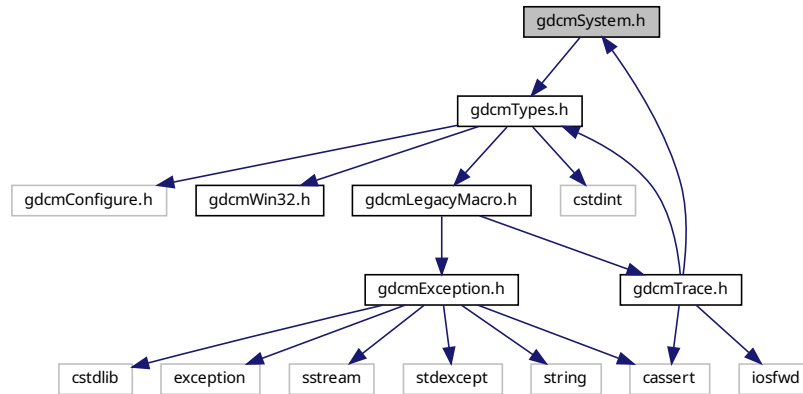 gdcmSystem.h
gdcmTypes.h
gdcmConfigure.h
gdcmWin32.h
gdcmLegacyMacro.h
cstdint
gdcmException.h
gdcmTrace.h
cstdlib
exception
sstream
stdexcept
string
cassert
iosfwd